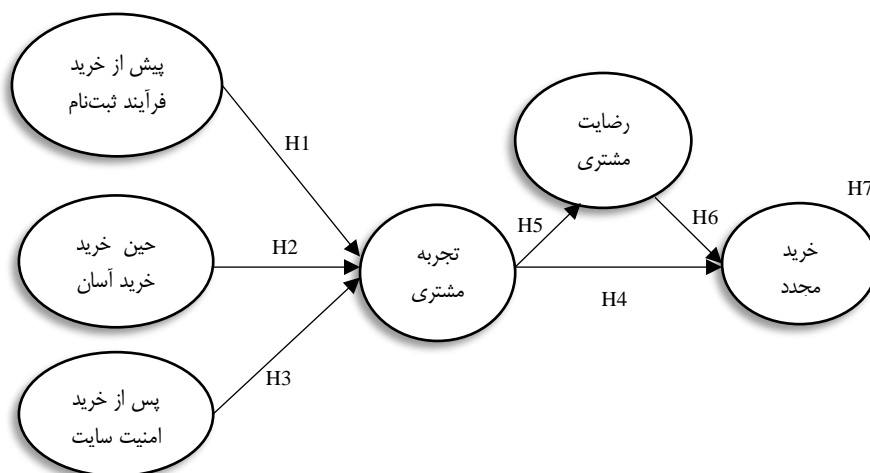 پیش از خرید
فرآیند ثبت‌نام
H1
حین خرید
خرید آسان
H2
پس از خرید
امنیت سایت
H3
تجربه
مشتری
H5
رضایت
مشتری
H6
H4
خرید
مجدد
H7